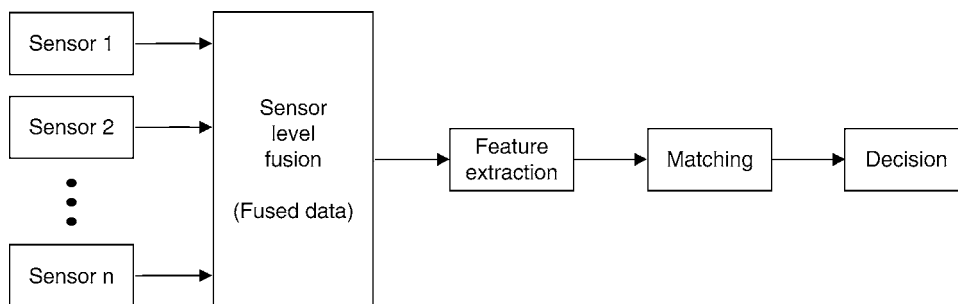 Sensor 1
Sensor 2
Sensor n
Sensor
level
fusion
(Fused data)
Feature
extraction
Matching
Decision